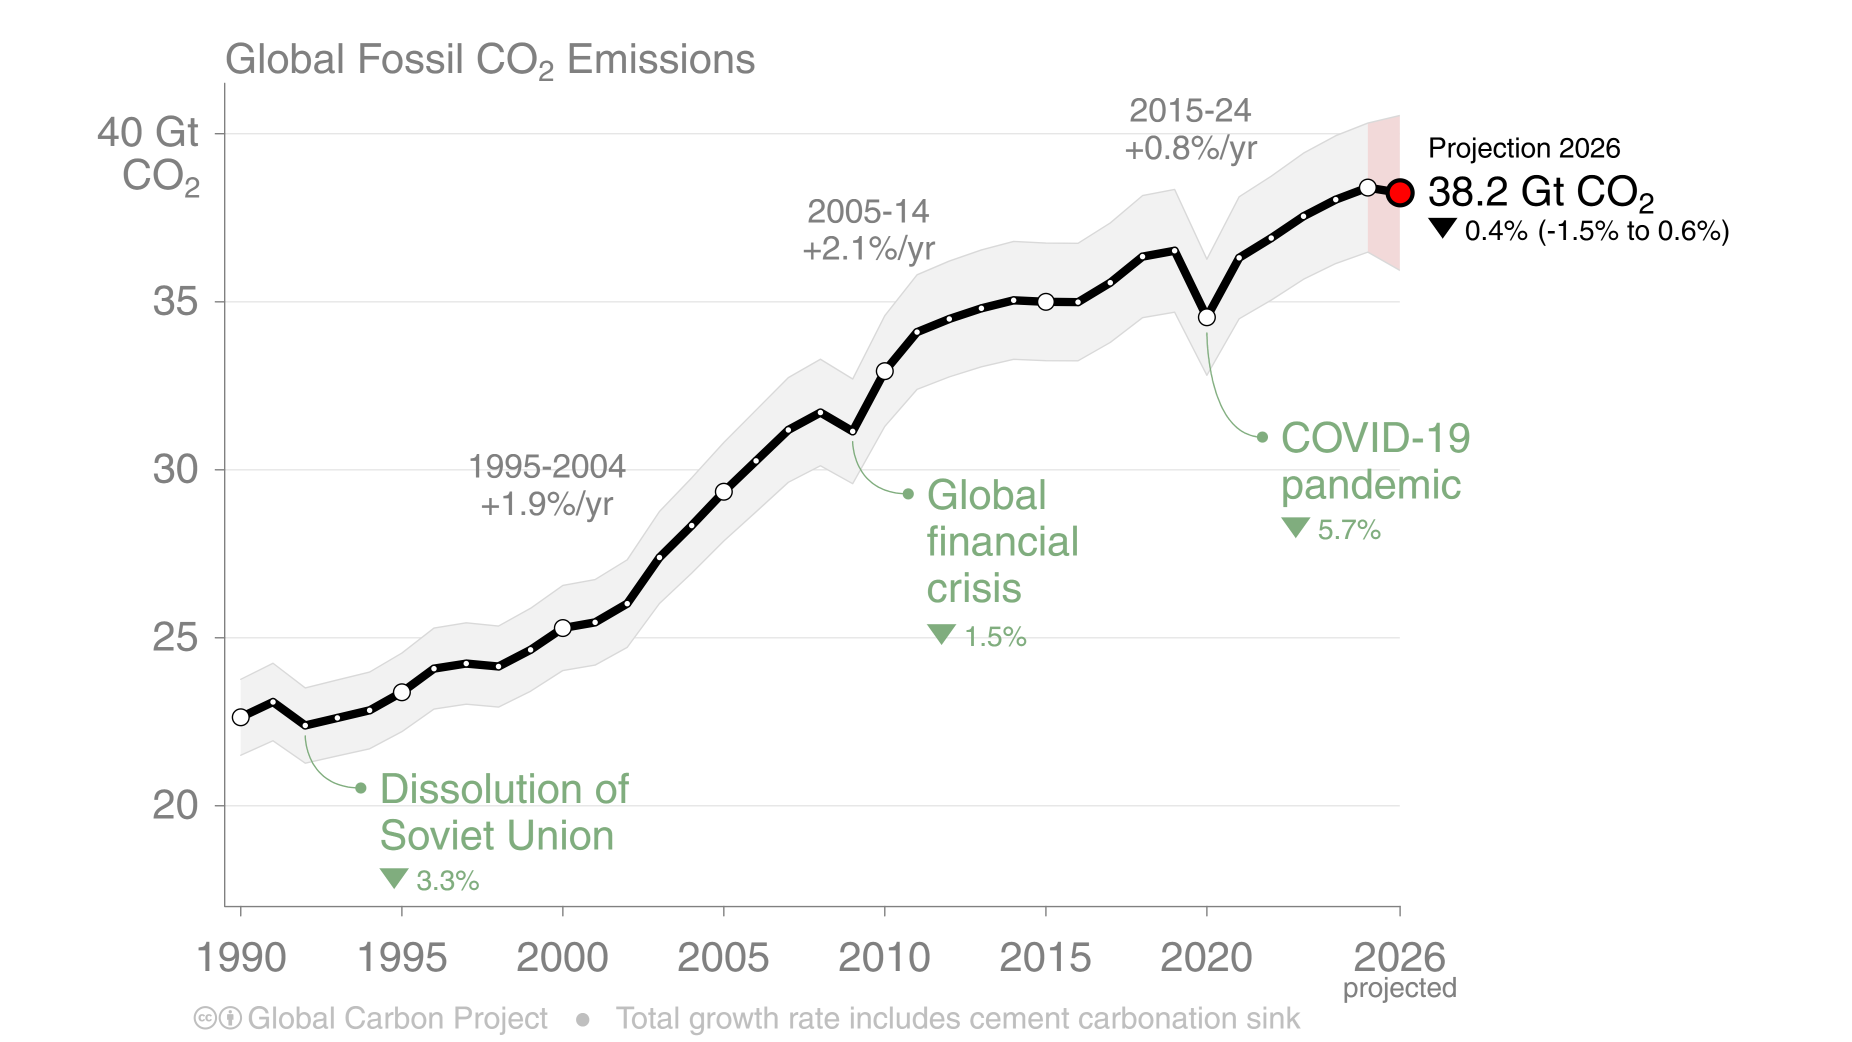 Global Fossil CO₂ Emissions
40 Gt
CO₂
35
30
25
20
1995-2004
+1.9%/yr
2005-14
+2.1%/yr
2015-24
+0.8%/yr
Projection 2026
38.2 Gt CO₂
▼ 0.4% (-1.5% to 0.6%)
COVID-19
pandemic
▼ 5.7%
Global
financial
crisis
▼ 1.5%
Dissolution of
Soviet Union
▼ 3.3%
1990 1995 2000 2005 2010 2015 2020 2026
projected
cc Global Carbon Project • Total growth rate includes cement carbonation sink